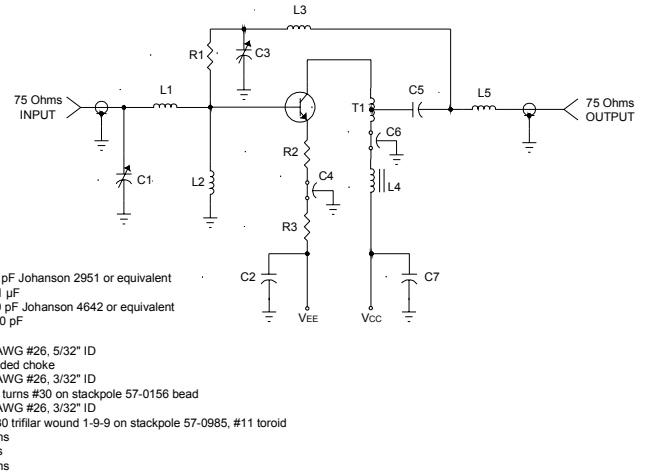 L3
R1
C3
L1
75 Ohms
INPUT
C1
L2
R2
C4
R3
C2
VEE
T1
C5
L5
75 Ohms
OUTPUT
C6
L4
C7
VCC
pF Johanson 2951 or equivalent
µF
pF Johanson 4642 or equivalent
0 pF
AWG #26, 5/32" ID
ded choke
AWG #26, 3/32" ID
turns #30 on stackpole 57-0156 bead
AWG #26, 3/32" ID
30 trifilar wound 1-9-9 on stackpole 57-0985, #11 toroid
ns
s
ns